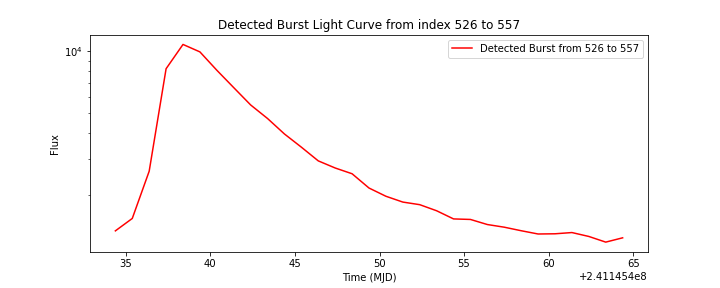 Detected Burst Light Curve from index 526 to 557
Detected Burst from 526 to 557
Flux
10⁴
35 40 45 50 55 60 65
Time (MJD)
+2.411454e8